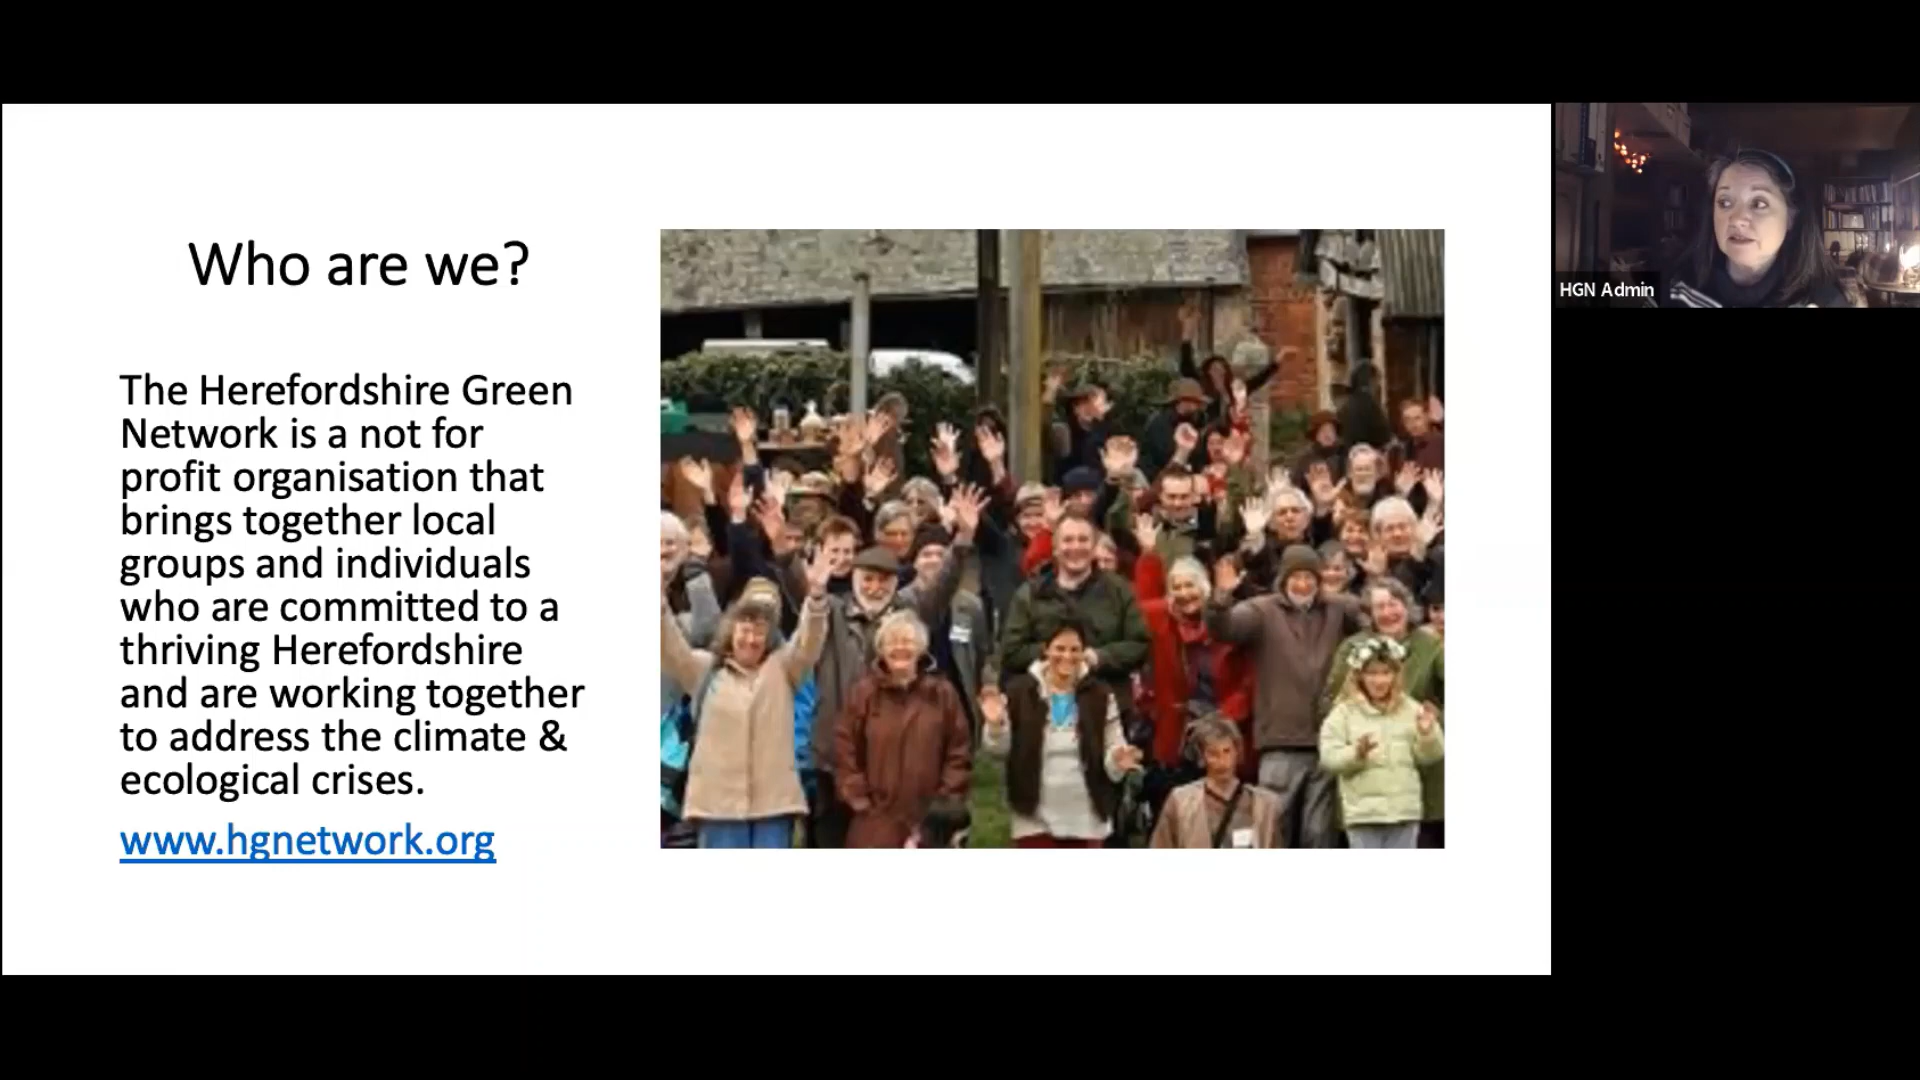 Who are we?
The Herefordshire Green
Network is a not for
profit organisation that
brings together local
groups and individuals
who are committed to a
thriving Herefordshire
and are working together
to address the climate &
ecological crises.
www.hgnetwork.org
HGN Admin